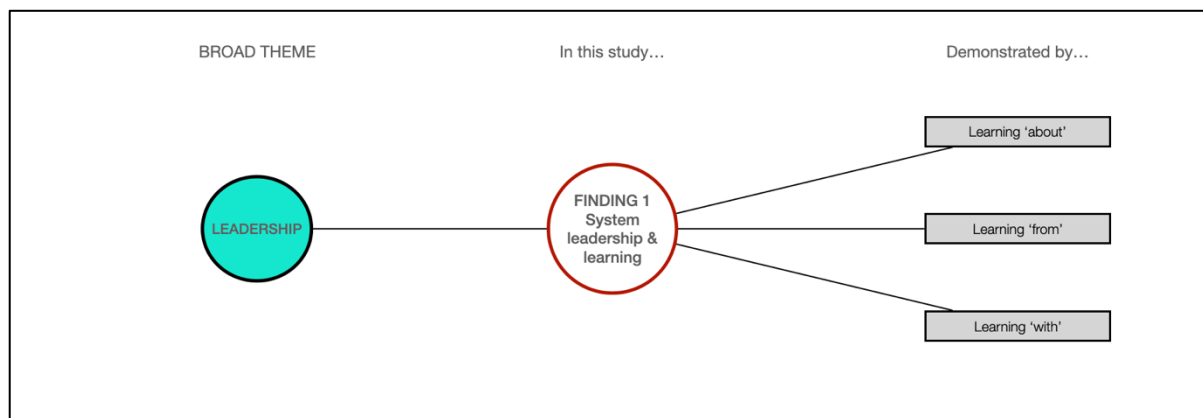 BROAD THEME
In this study…
Demonstrated by…
LEADERSHIP
FINDING 1
System
leadership &
learning
Learning ‘about’
Learning ‘from’
Learning ‘with’